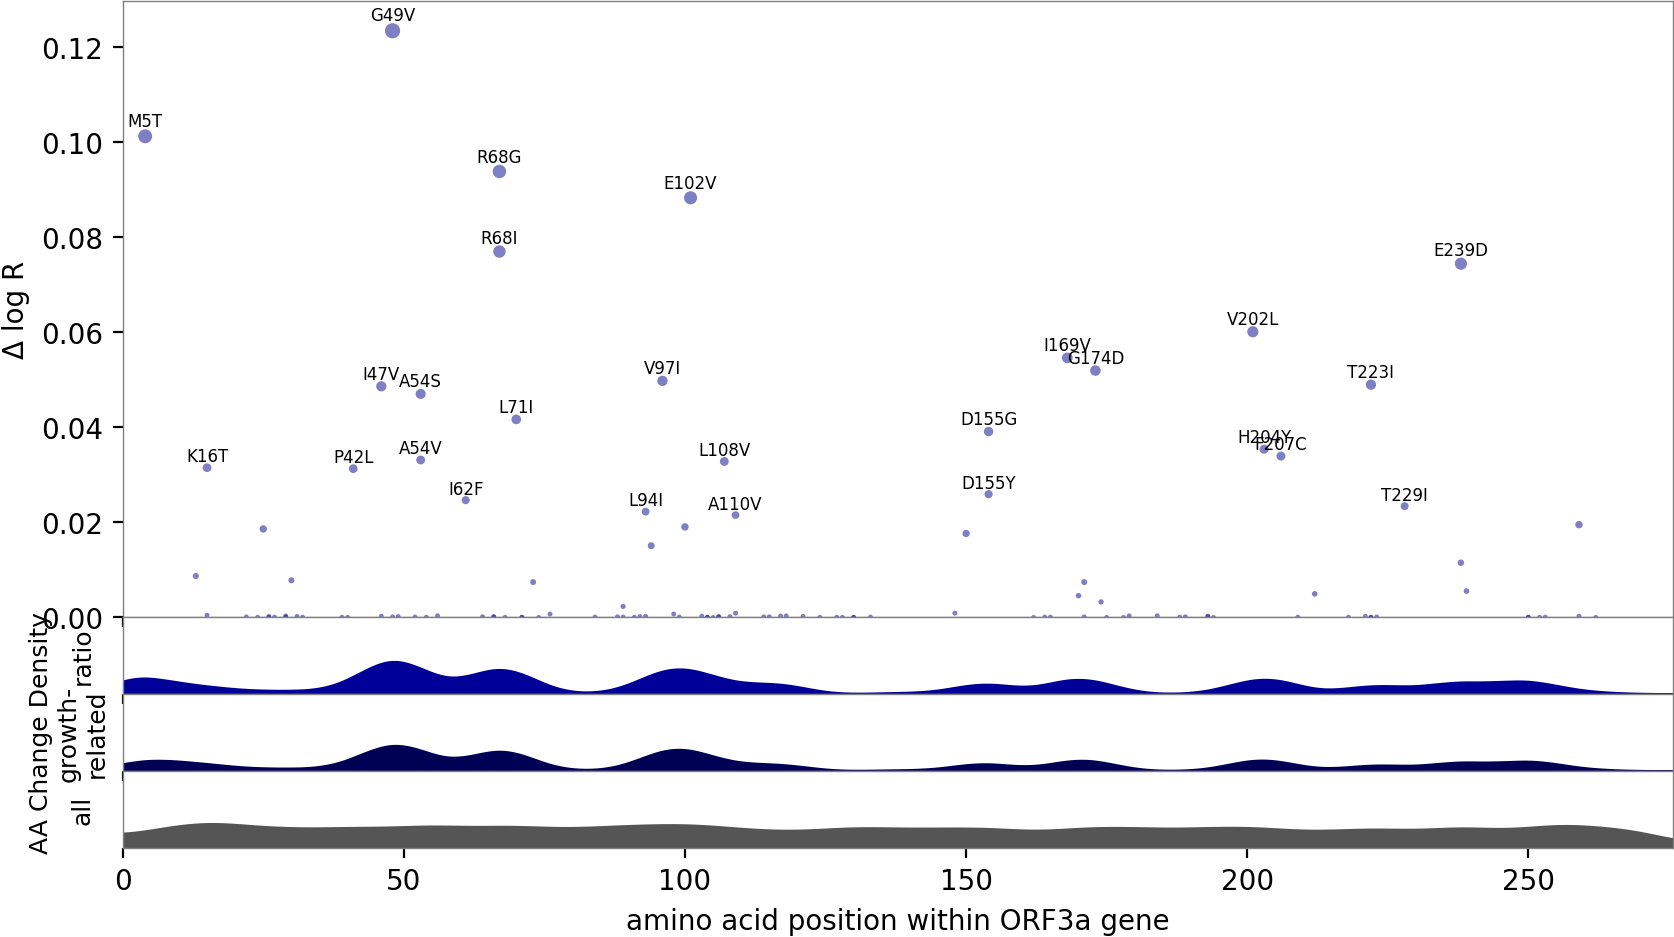 G49V
M5T
R68G
E102V
R68I
E239D
V202L
I169V
G174D
I47V
A54S
V97I
T223I
L71I
D155G
H204Y
F207C
K16T
P42L
A54V
L108V
I62F
D155Y
L94I
A110V
T229I
0.12
0.10
0.08
0.06
0.04
0.02
0.00
Δ log R
AA Change Density
ratio
growth-
related
all
0 50 100 150 200 250
amino acid position within ORF3a gene